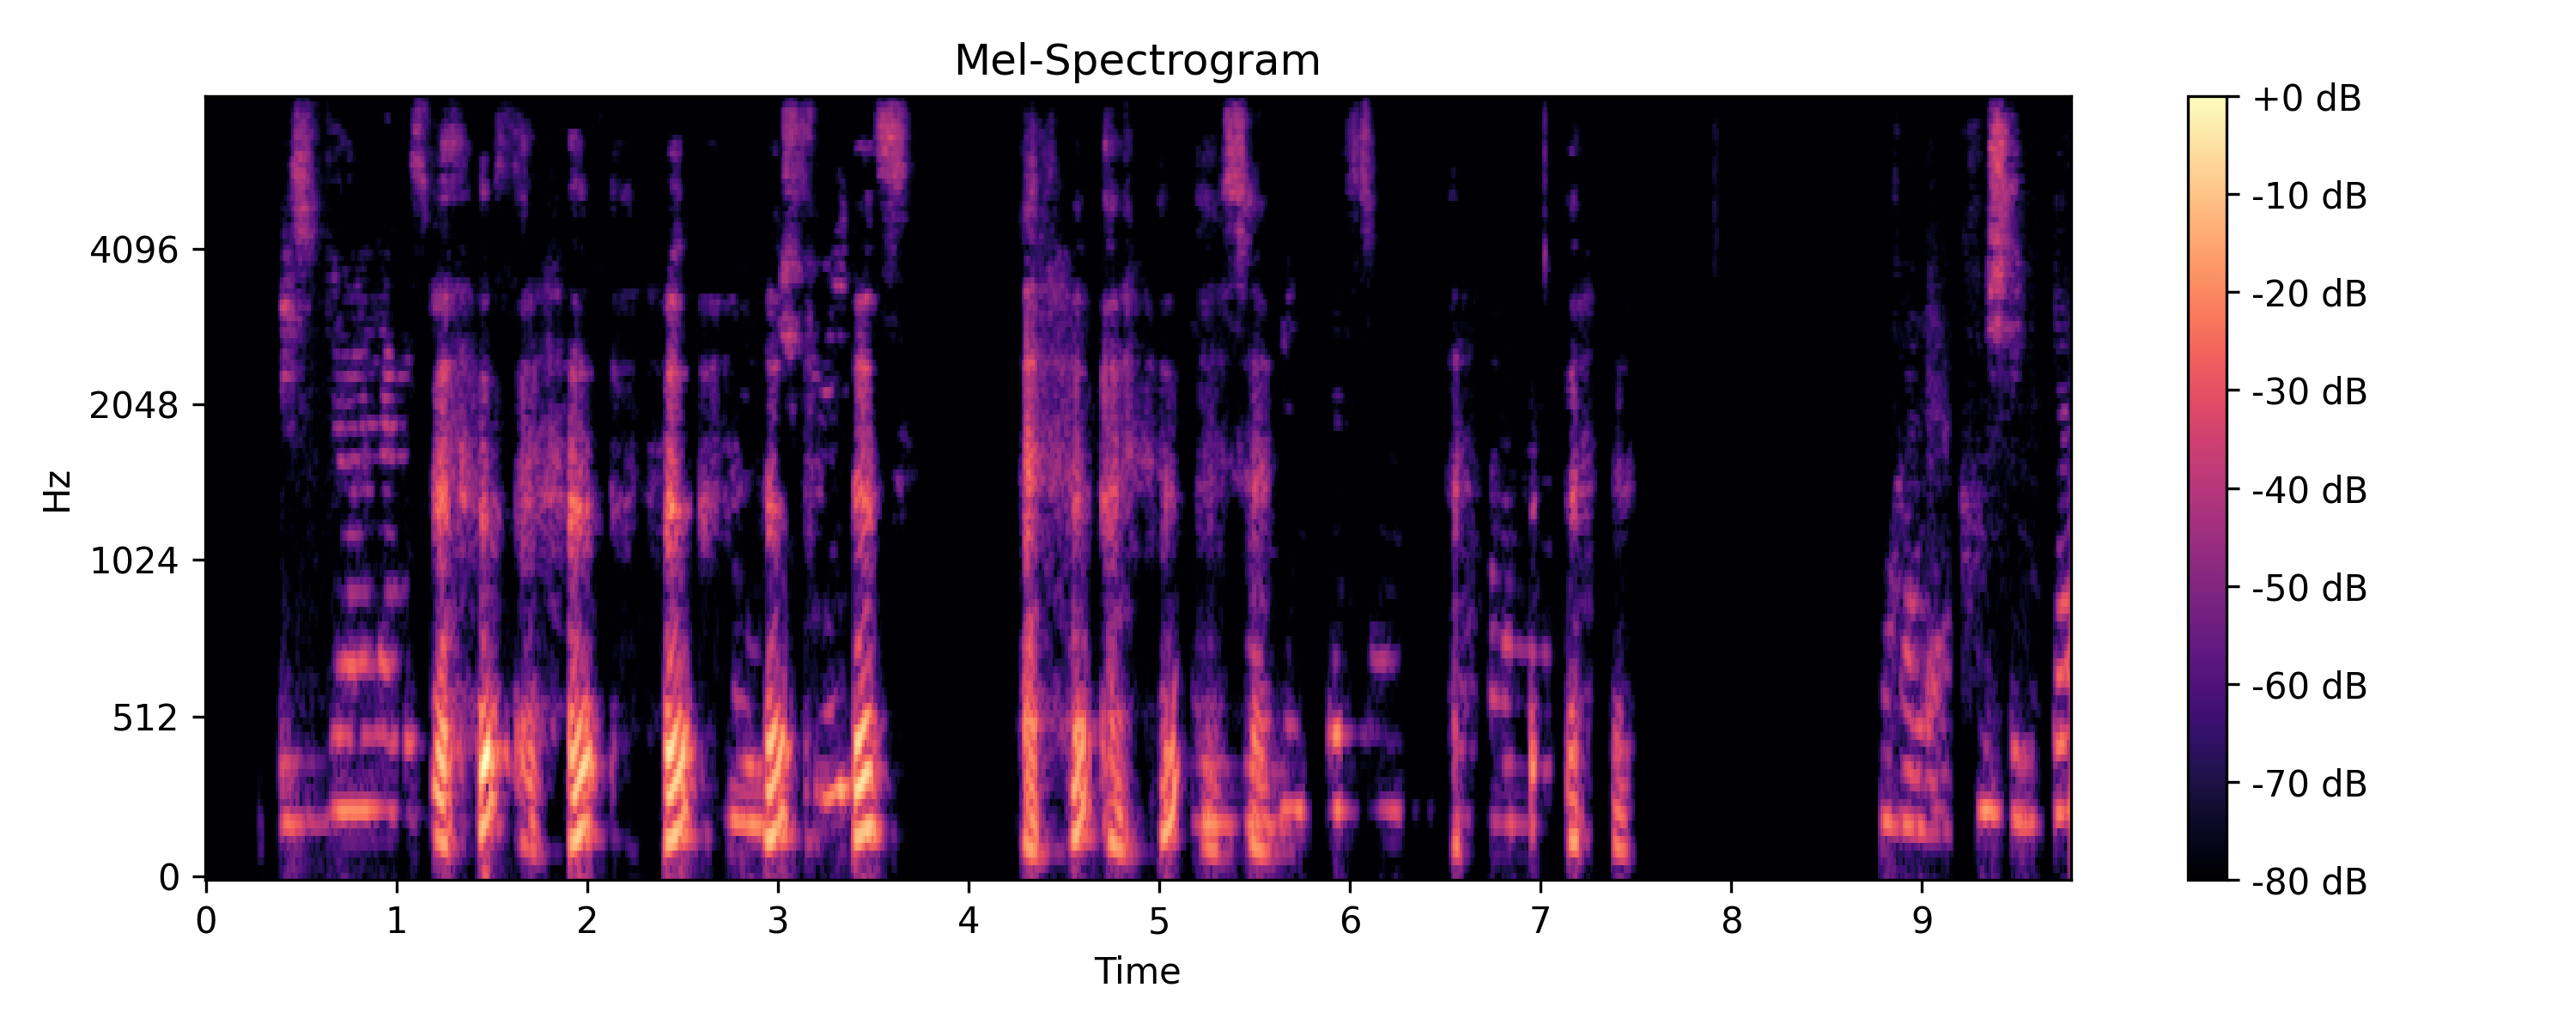 Mel-Spectrogram
+0 dB
-10 dB
-20 dB
-30 dB
-40 dB
-50 dB
-60 dB
-70 dB
-80 dB
Hz
4096
2048
1024
512
0
0 1 2 3 4 5 6 7 8 9
Time